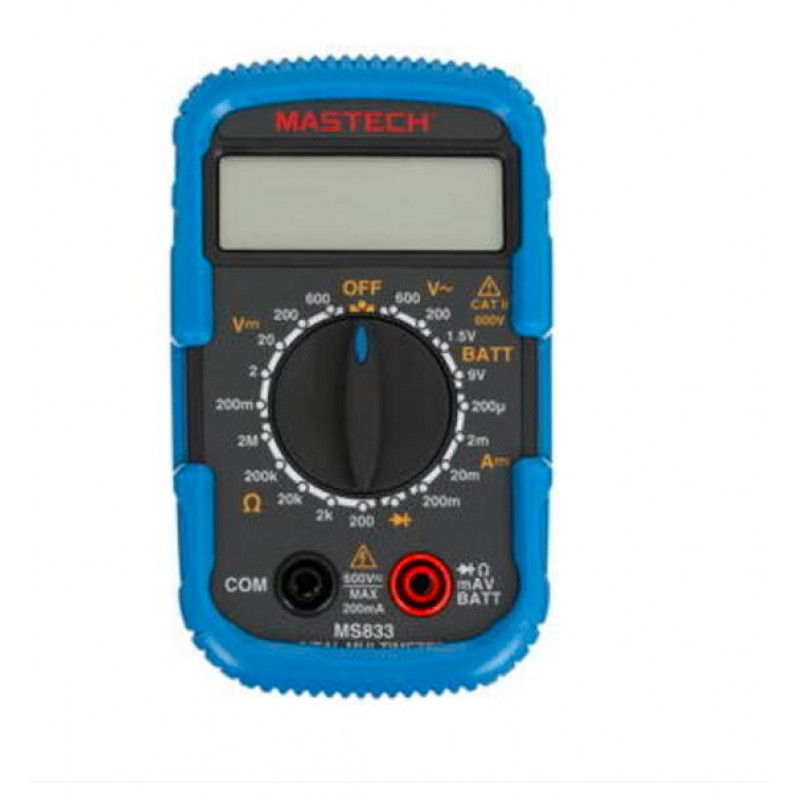 MASTECH
OFF
V~
600
600
CAT II
600V
200
200
V⎓
1.5V
20
BATT
2
9V
200m
200µ
2M
2m
A⎓
200k
20m
Ω
20k
200m
2k
200
COM
600V≂
MAX
200mA
Ω
mAV
BATT
MS833